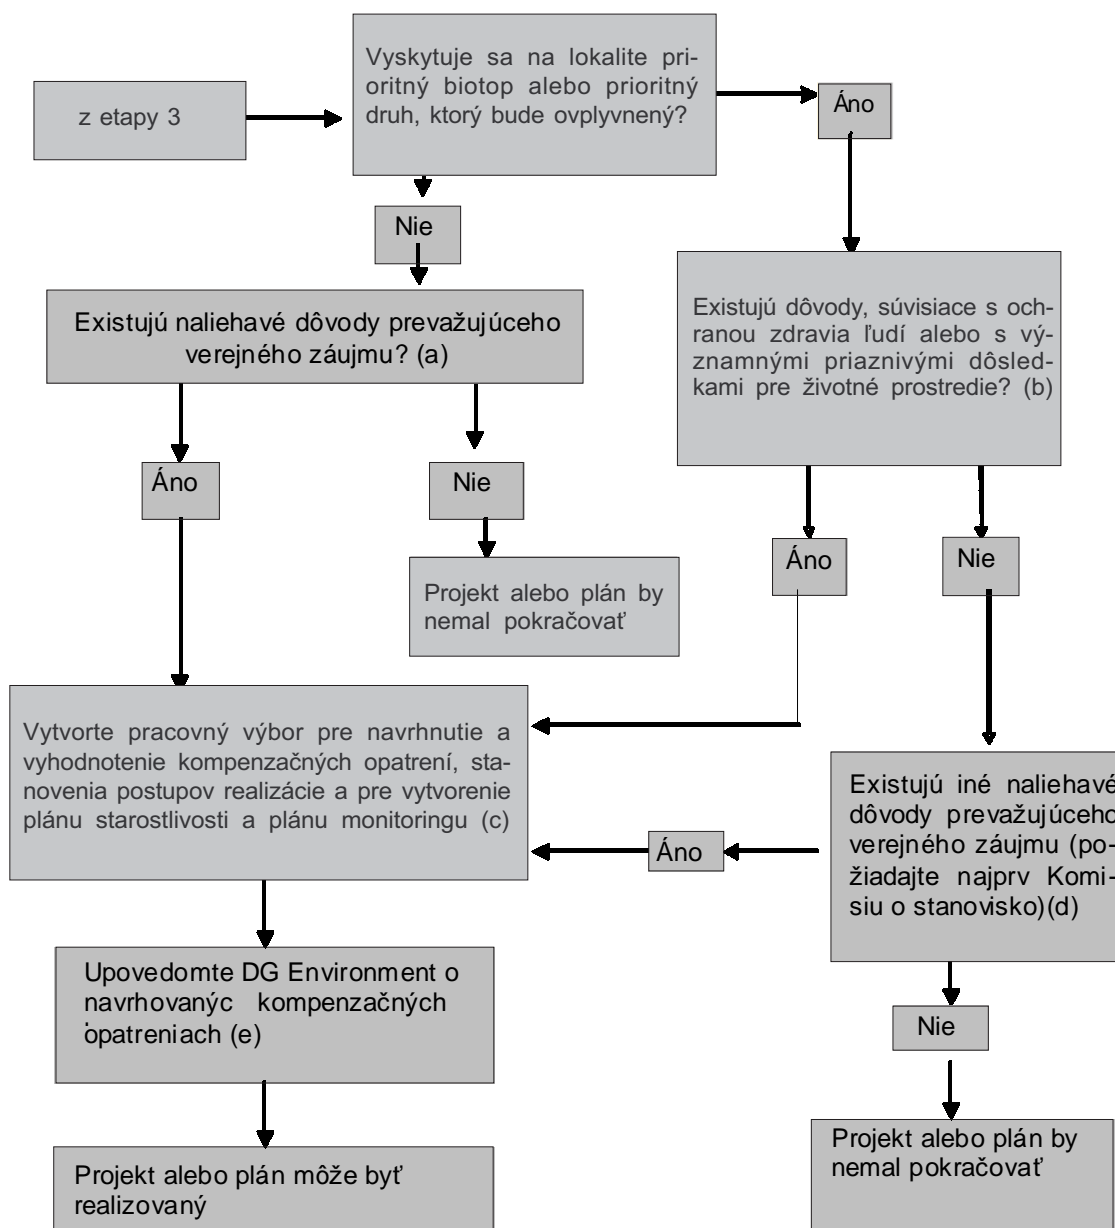 z etapy 3
Vyskytuje sa na lokalite pri-
oritný biotop alebo prioritný
druh, ktorý bude ovplyvnený?
Áno
Nie
Existujú naliehavé dôvody prevažujúceho
verejného záujmu? (a)
Existujú dôvody, súvisiace s och-
ranou zdravia ľudí alebo s vý-
znamnými priaznivými dôsled-
kami pre životné prostredie? (b)
Áno
Nie
Áno
Nie
Projekt alebo plán by
nemal pokračovať
Vytvorte pracovný výbor pre navrhnutie a
vyhodnotenie kompenzačných opatrení, sta-
novenia postupov realizácie a pre vytvorenie
plánu starostlivosti a plánu monitoringu (c)
Áno
Existujú iné naliehavé
dôvody prevažujúceho
verejného záujmu (po-
žiadajte najprv Komi-
siu o stanovisko)(d)
Upovedomte DG Environment o
navrhovanýc kompenzačných
opatreniach (e)
Nie
Projekt alebo plán môže byť
realizovaný
Projekt alebo plán by
nemal pokračovať